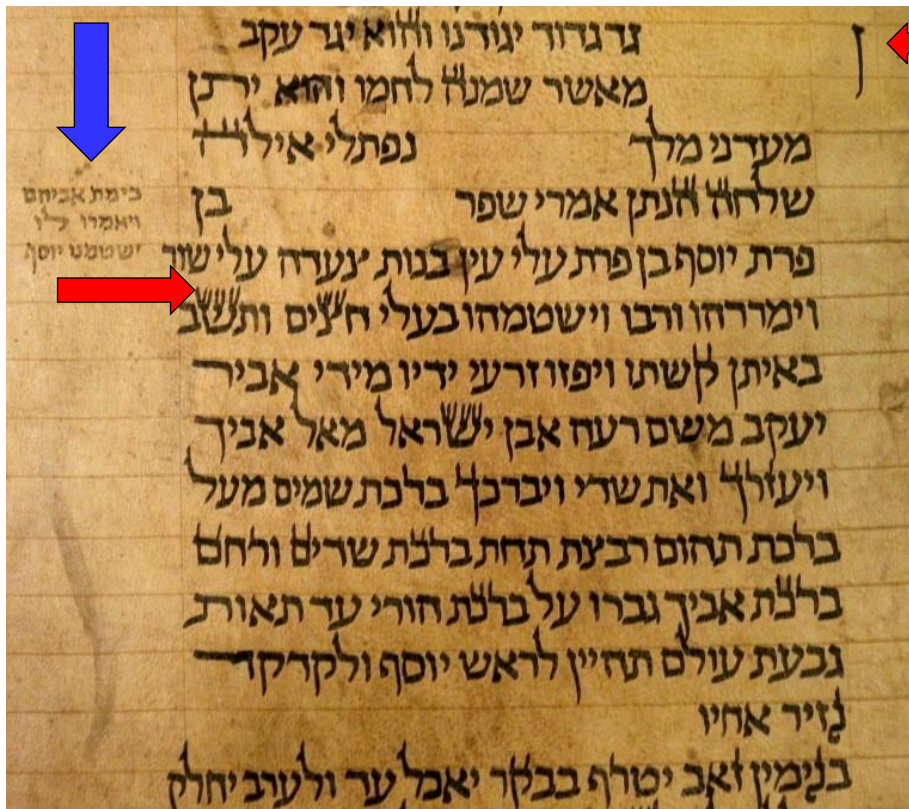 ן
גד גדוד יגודנו והוא יגד עקב
מאשר שמנה לחמו והוא יתן
מעדני מלך נפתלי אילה
שלחה הנתן אמרי שפר בן
פרת יוסף בן פרת עלי עין בנות צעדה עלי שור
וימררהו ורבו וישטמהו בעלי חצים ותשב
באיתן קשתו ויפזו זרעי ידיו מידי אביר
יעקב משם רעה אבן ישראל מאל אביך
ויעזרך ואת שדי ויברכך ברכת שמים מעל
ברכת תהום רבצת תחת ברכת שדים ורחם
ברכת אביך גברו על ברכת הורי עד תאות
גבעת עולם תהיין לראש יוסף ולקדקד
נזיר אחיו
בנימין זאב יטרף בבקר יאכל עד ולערב יחלק
כימת אביהם
ויאמרו לו
ישטמנו יוסף